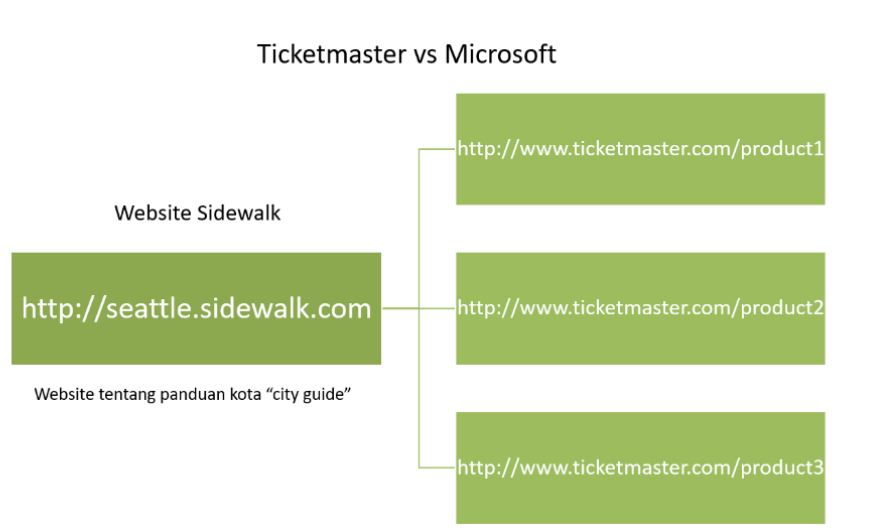 Ticketmaster vs Microsoft
Website Sidewalk
http://seattle.sidewalk.com
Website tentang panduan kota “city guide”
http://www.ticketmaster.com/product1
http://www.ticketmaster.com/product2
http://www.ticketmaster.com/product3